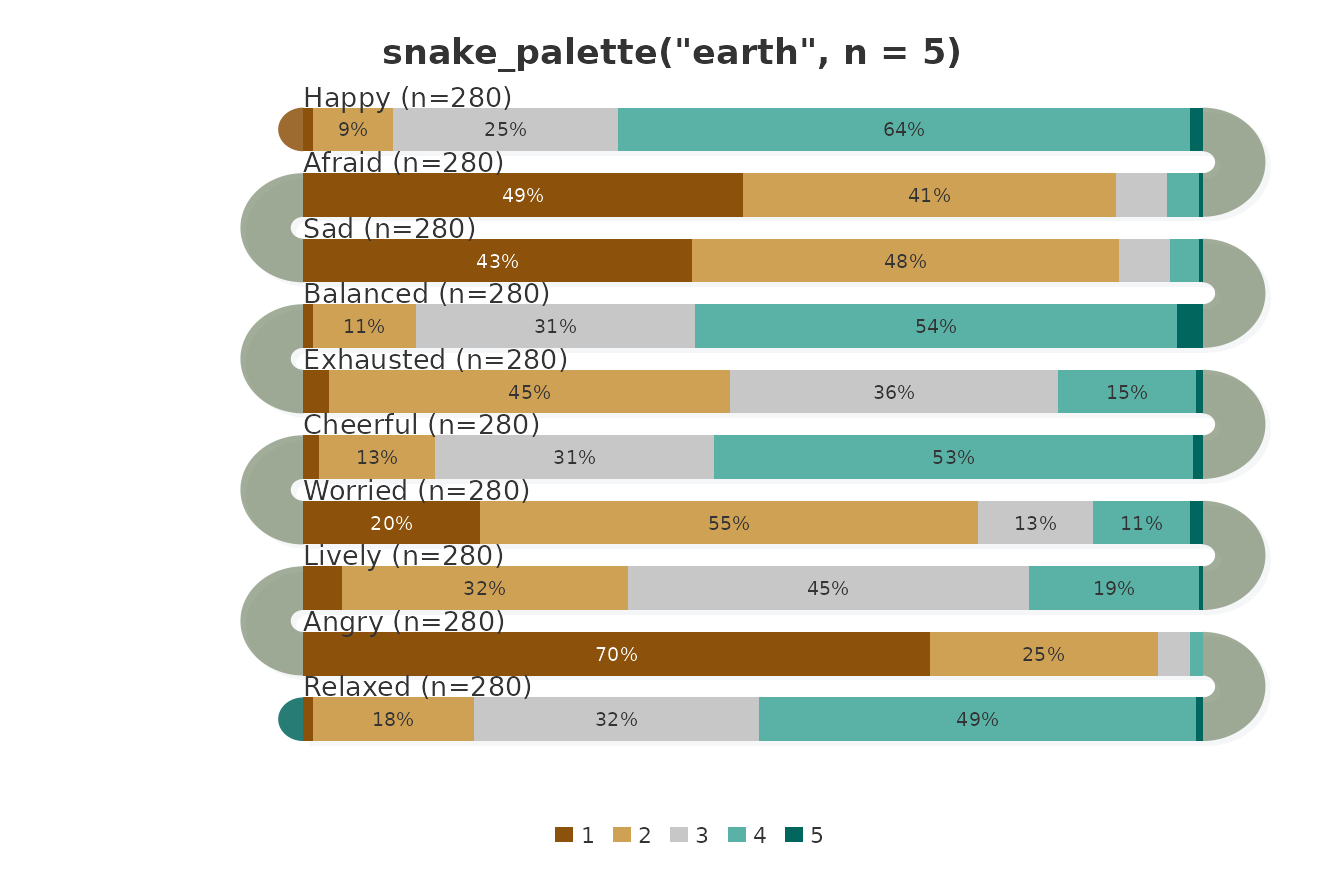 snake_palette("earth", n = 5)
Happy (n=280)
9% 25% 64%
Afraid (n=280)
49% 41%
Sad (n=280)
43% 48%
Balanced (n=280)
11% 31% 54%
Exhausted (n=280)
45% 36% 15%
Cheerful (n=280)
13% 31% 53%
Worried (n=280)
20% 55% 13% 11%
Lively (n=280)
32% 45% 19%
Angry (n=280)
70% 25%
Relaxed (n=280)
18% 32% 49%
1 2 3 4 5